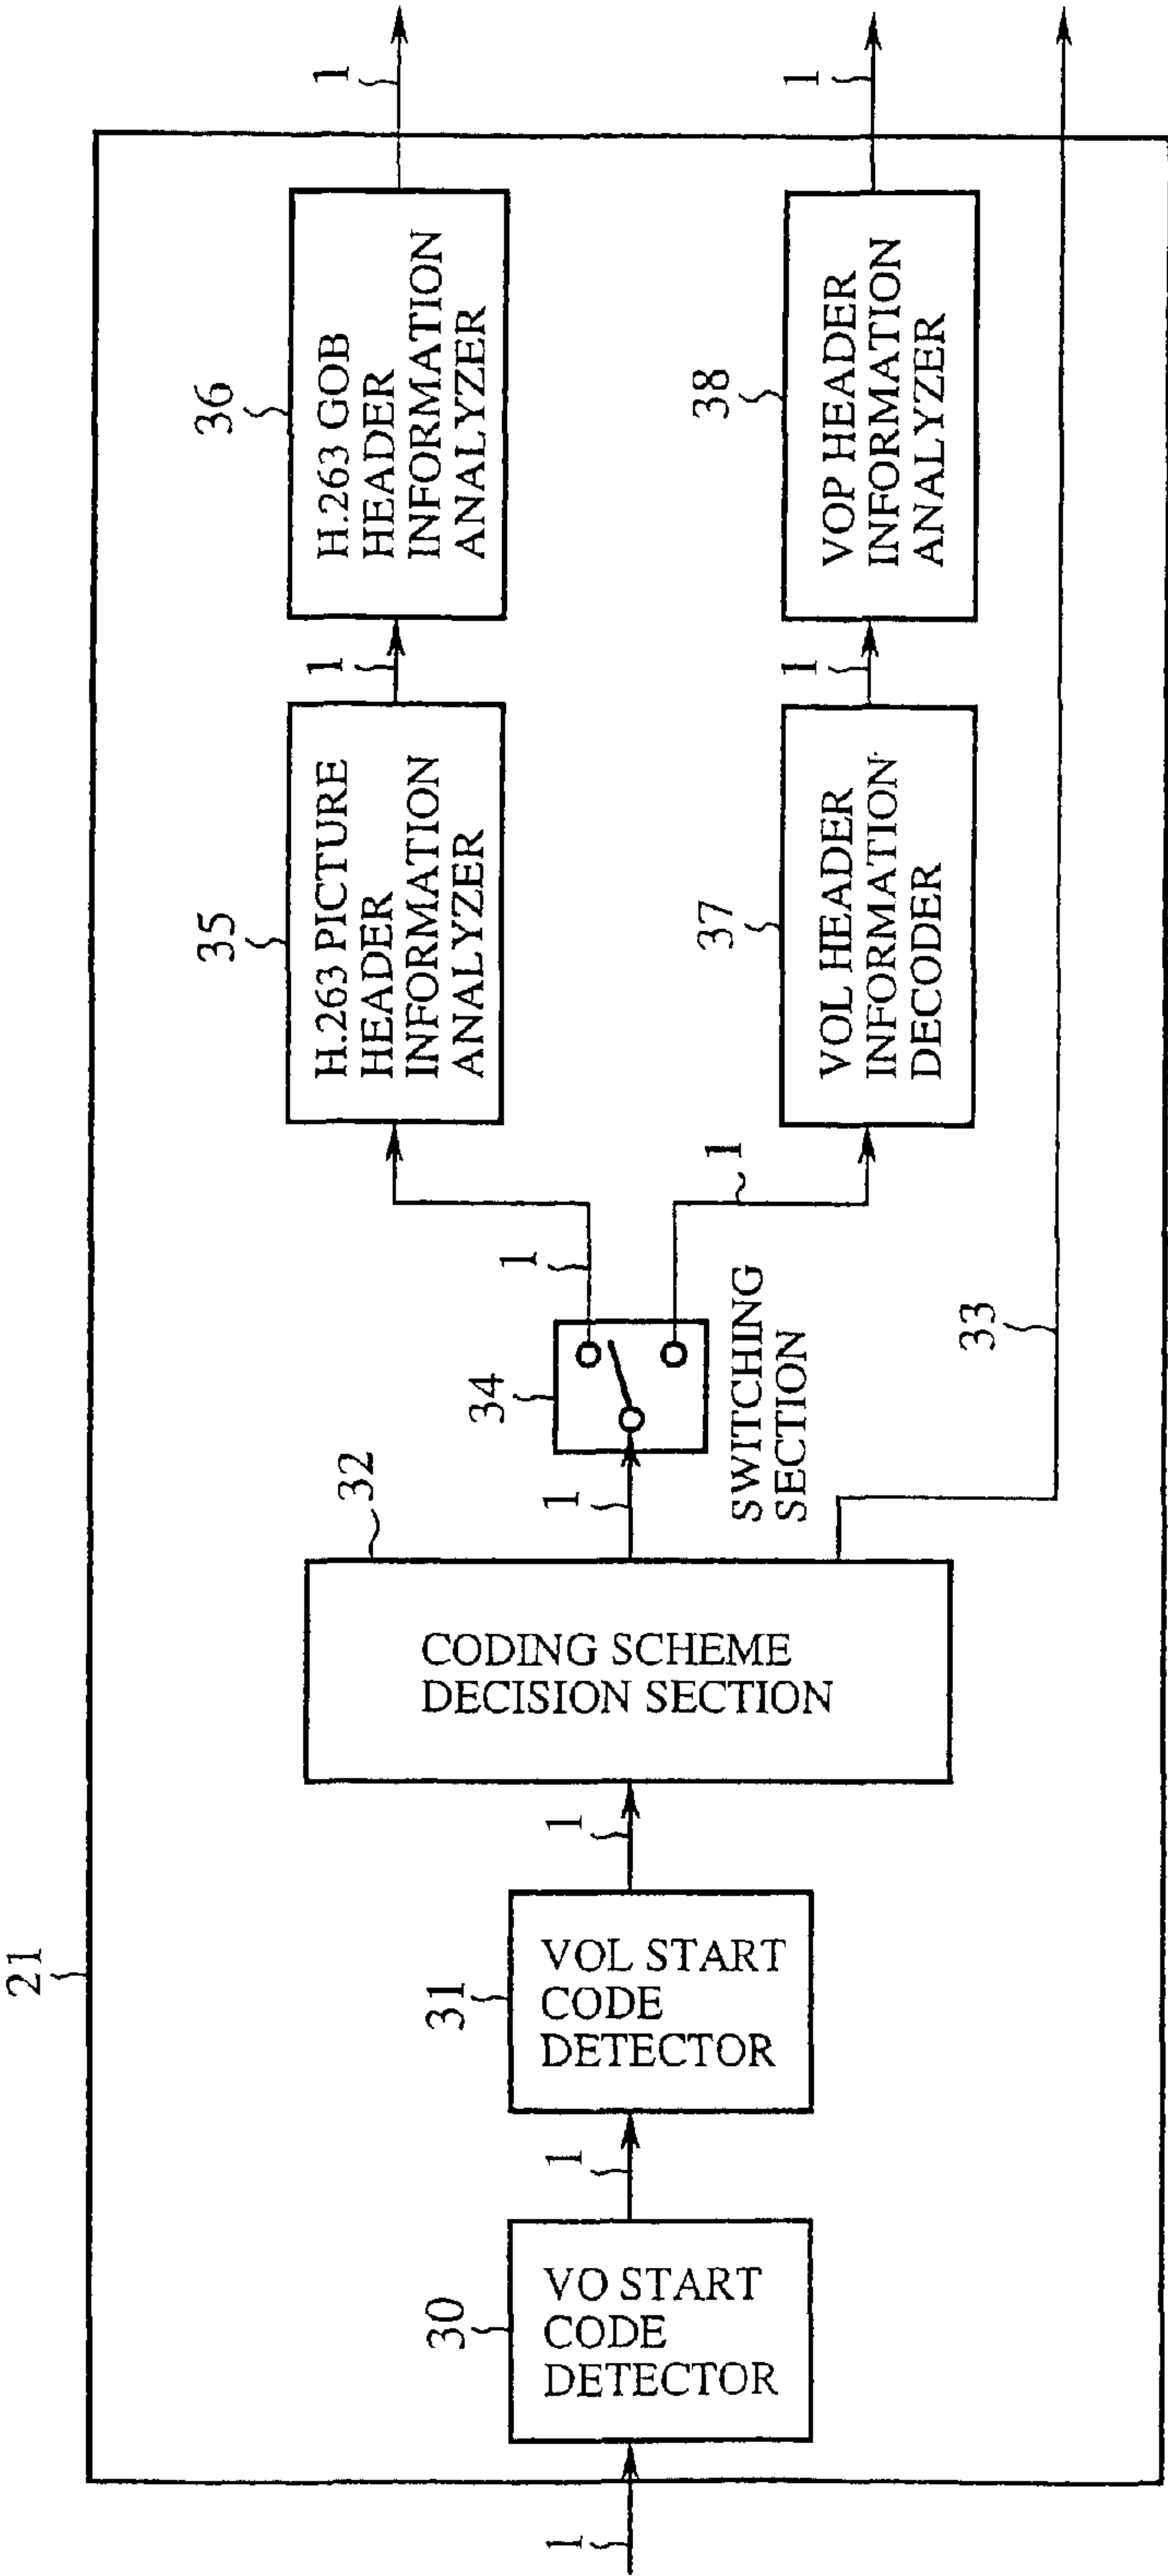 21
1
30
VO START
CODE
DETECTOR
1
31
VOL START
CODE
DETECTOR
1
32
CODING SCHEME
DECISION SECTION
1
34
SWITCHING
SECTION
1
35
H.263 PICTURE
HEADER
INFORMATION
ANALYZER
1
36
H.263 GOB
HEADER
INFORMATION
ANALYZER
1
1
37
VOL HEADER
INFORMATION
DECODER
1
38
VOP HEADER
INFORMATION
ANALYZER
1
33